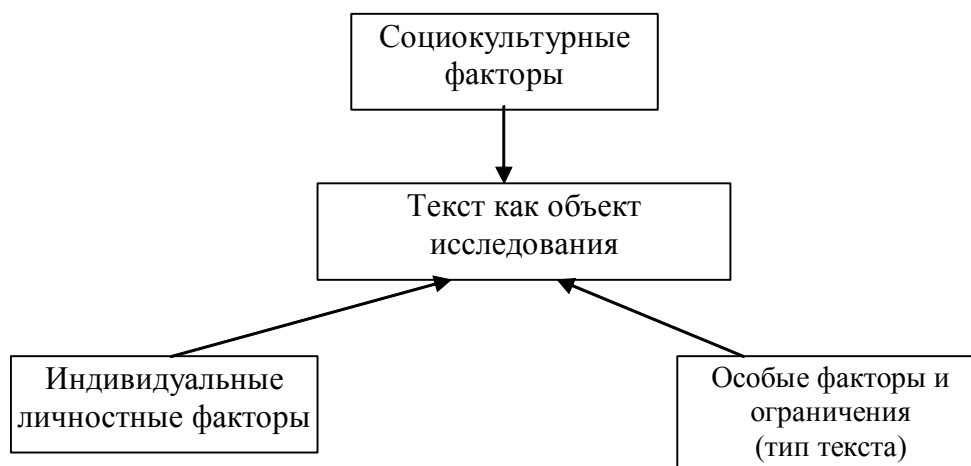 Социокультурные
факторы
Текст как объект
исследования
Индивидуальные
личностные факторы
Особые факторы и
ограничения
(тип текста)